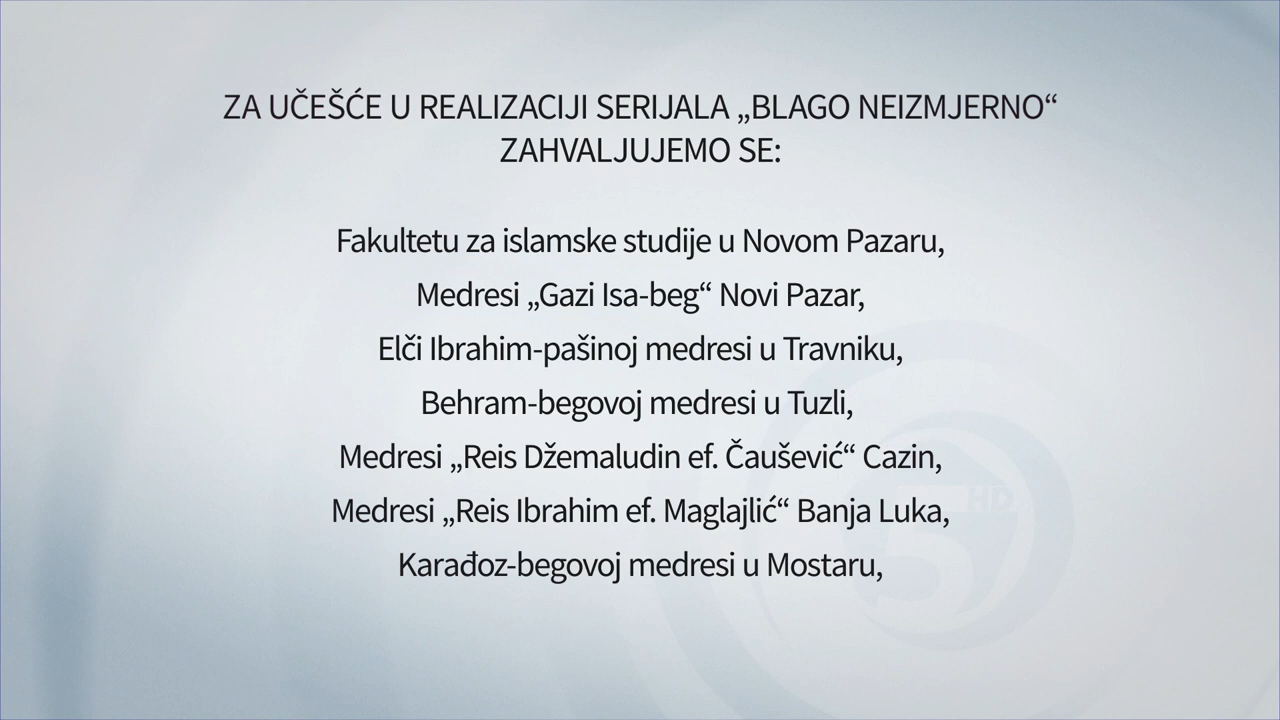 ZA UČEŠĆE U REALIZACIJI SERIJALA „BLAGO NEIZMJERNO“
ZAHVALJUJEMO SE:
Fakultetu za islamske studije u Novom Pazaru,
Medresi „Gazi Isa-beg“ Novi Pazar,
Elči Ibrahim-pašinoj medresi u Travniku,
Behram-begovoj medresi u Tuzli,
Medresi „Reis Džemaludin ef. Čaušević“ Cazin,
Medresi „Reis Ibrahim ef. Maglajlić“ Banja Luka,
Karađoz-begovoj medresi u Mostaru,
5 HD